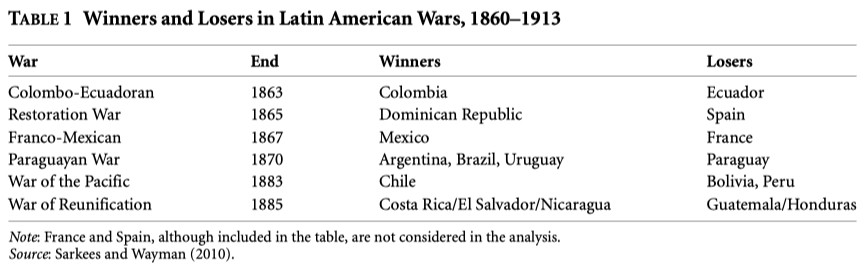 TABLE 1 Winners and Losers in Latin American Wars, 1860–1913
War End Winners Losers
Colombo-Ecuadoran 1863 Colombia Ecuador
Restoration War 1865 Dominican Republic Spain
Franco-Mexican 1867 Mexico France
Paraguayan War 1870 Argentina, Brazil, Uruguay Paraguay
War of the Pacific 1883 Chile Bolivia, Peru
War of Reunification 1885 Costa Rica/El Salvador/Nicaragua Guatemala/Honduras
Note: France and Spain, although included in the table, are not considered in the analysis.
Source: Sarkees and Wayman (2010).